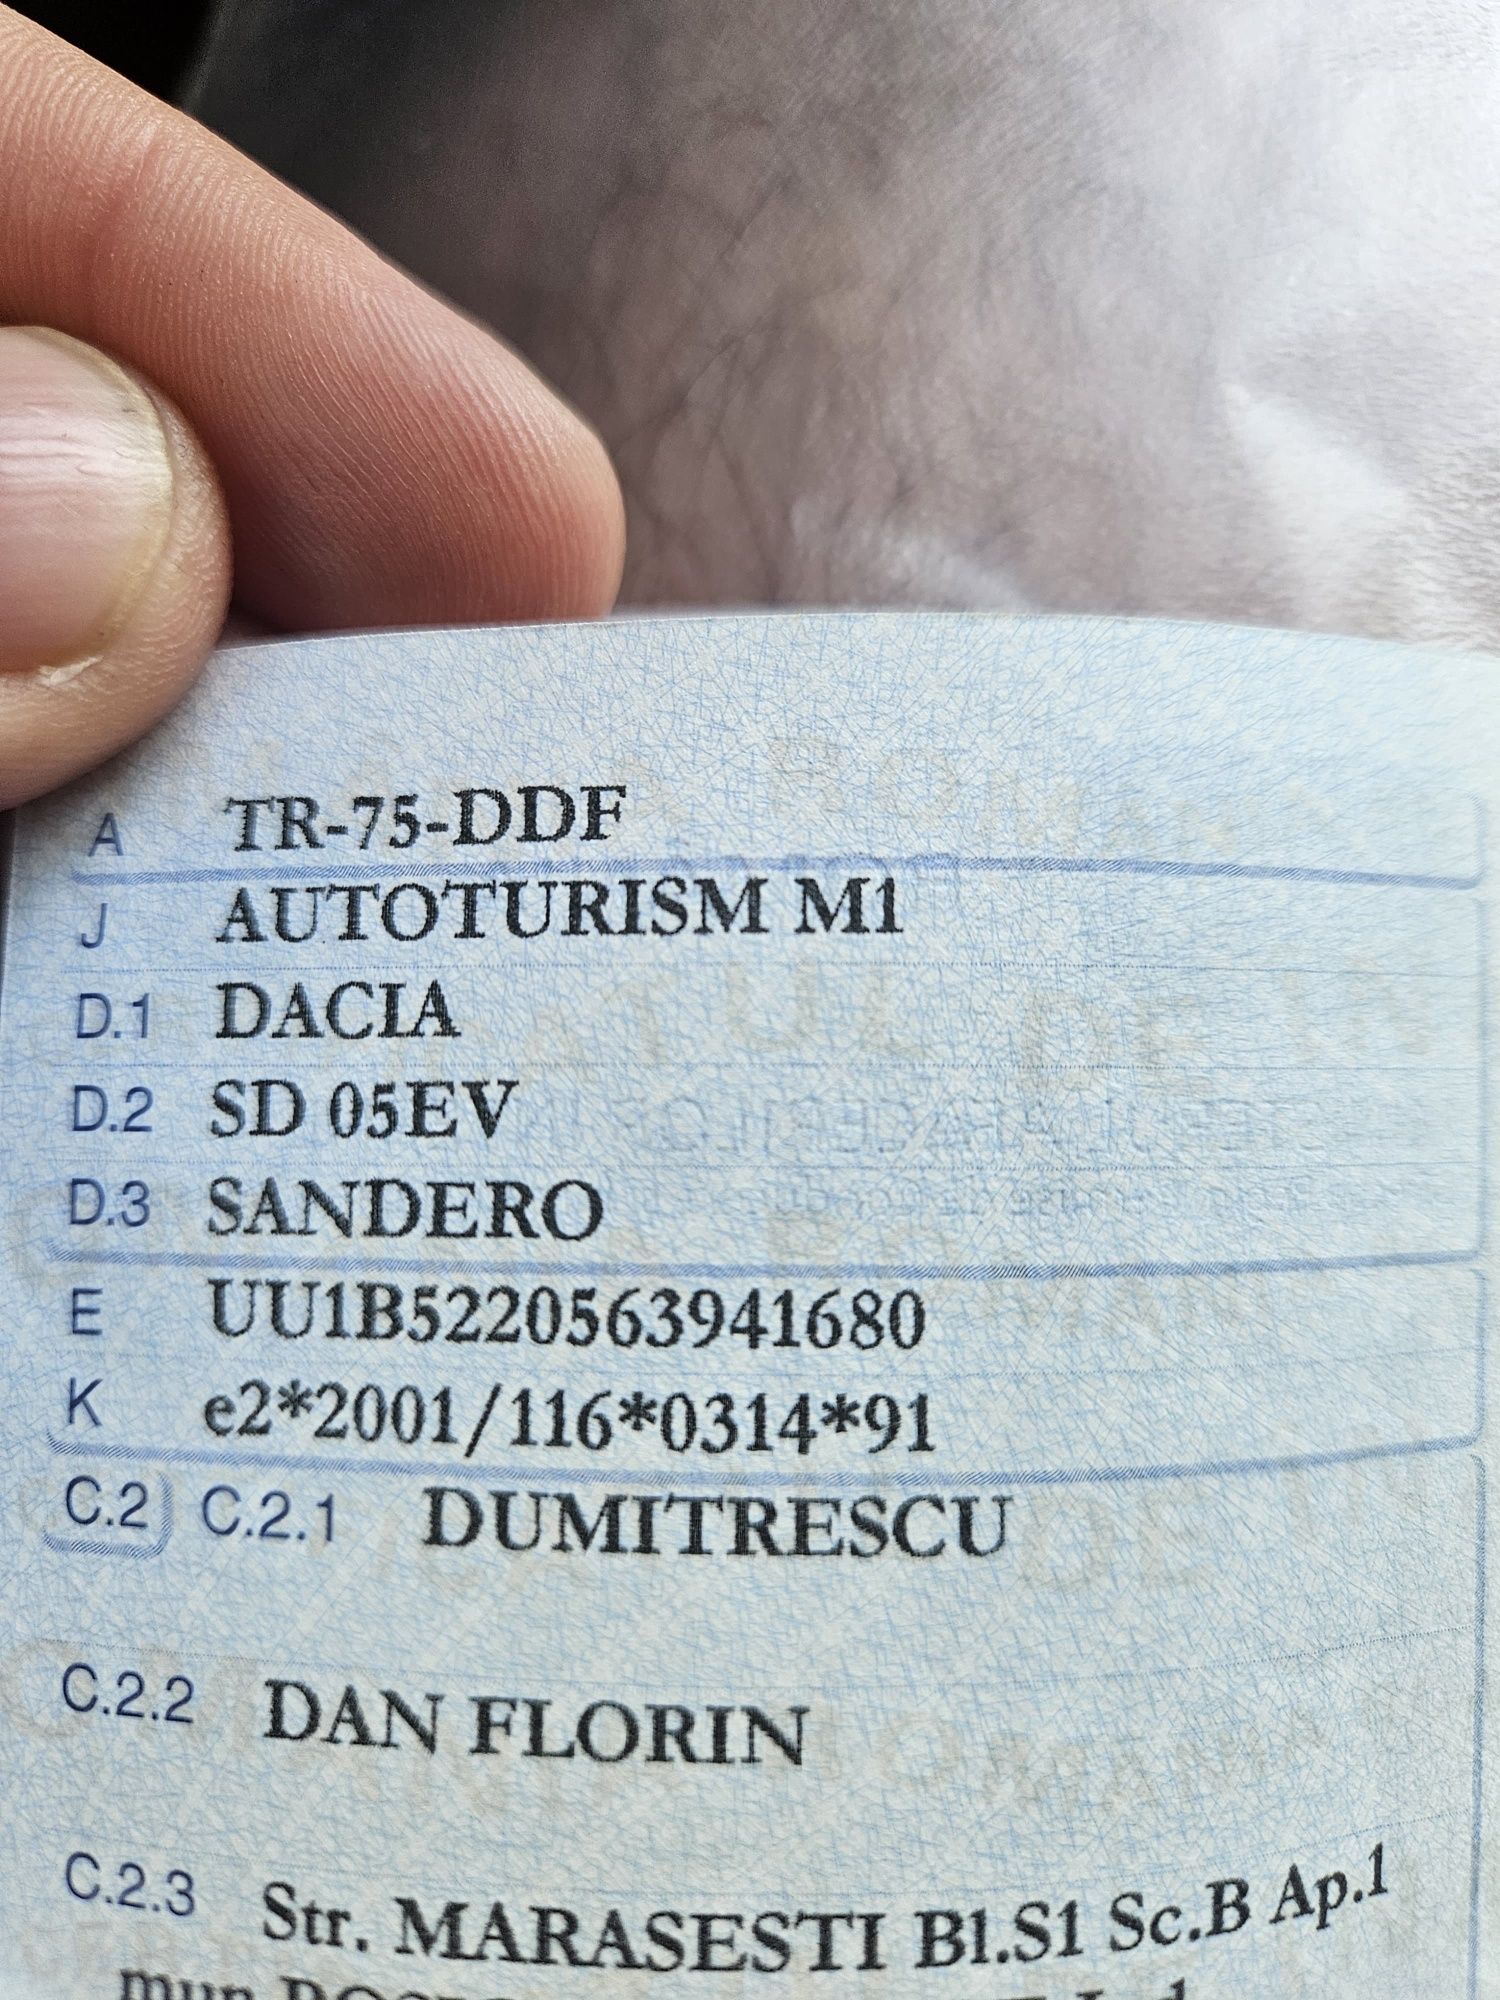 A TR-75-DDF
J AUTOTURISM M1
D.1 DACIA
D.2 SD 05EV
D.3 SANDERO
E UU1B5220563941680
K e2*2001/116*0314*91
C.2 C.2.1 DUMITRESCU
C.2.2 DAN FLORIN
C.2.3 Str. MARASESTI Bl.S1 Sc.B Ap.1
mun